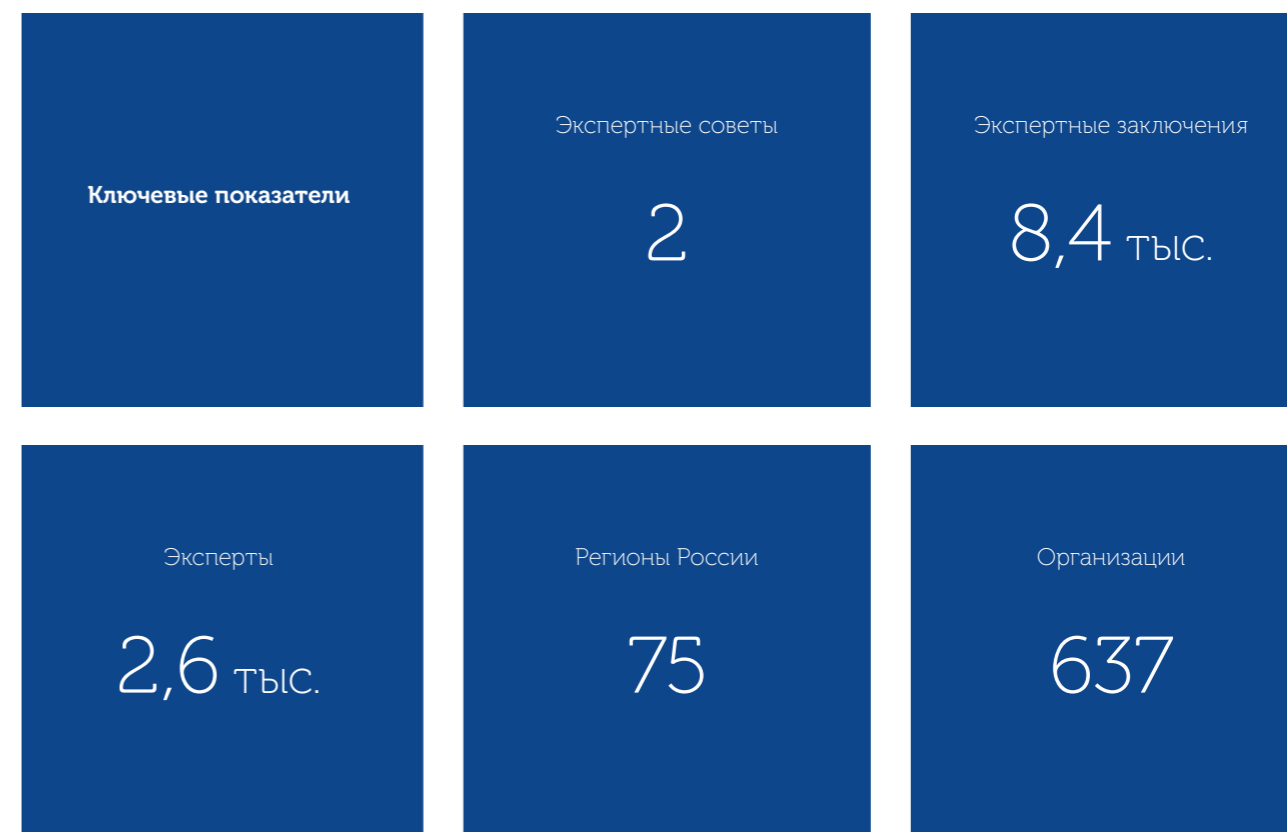 Ключевые показатели
Экспертные советы
2
Экспертные заключения
8,4 тыс.
Эксперты
2,6 тыс.
Регионы России
75
Организации
637